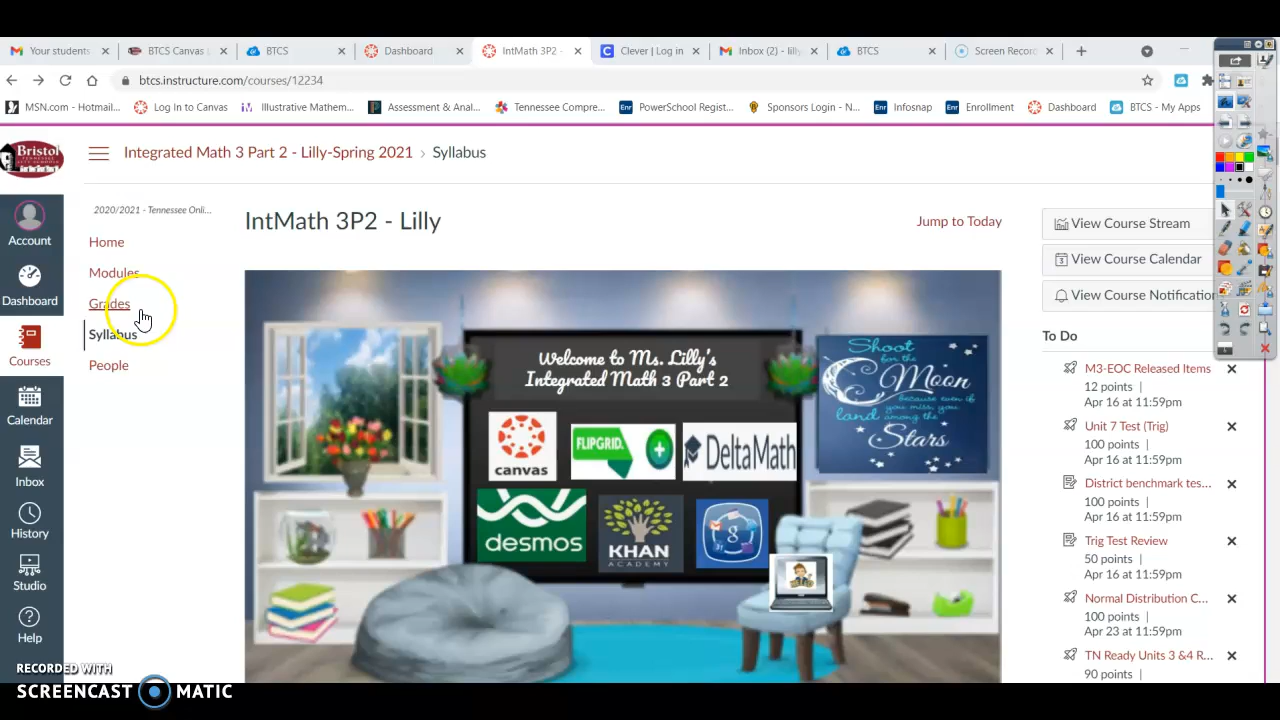 Your students
BTCS Canvas
BTCS
Dashboard
IntMath 3P2 -
Clever | Log in
Inbox (2) - lilly
BTCS
Screen Record
btcs.instructure.com/courses/12234
MSN.com - Hotmail...
Log In to Canvas
Illustrative Mathem...
Assessment & Anal...
Tennessee Compre...
PowerSchool Regist...
Sponsors Login - N...
Infosnap
Enrollment
Dashboard
BTCS - My Apps
Bristol
Integrated Math 3 Part 2 - Lilly-Spring 2021 › Syllabus
Account
Dashboard
Courses
Calendar
Inbox
History
Studio
Help
2020/2021 - Tennessee Onli...
Home
Modules
Grades
Syllabus
People
IntMath 3P2 - Lilly
Jump to Today
Welcome to Ms. Lilly's
Integrated Math 3 Part 2
canvas
FLIPGRID.
DeltaMath
desmos
KHAN
ACADEMY
Shoot
for the
Moon
because even if
you miss, you
land among the
Stars
View Course Stream
View Course Calendar
View Course Notification
To Do
M3-EOC Released Items
12 points |
Apr 16 at 11:59pm
Unit 7 Test (Trig)
100 points |
Apr 16 at 11:59pm
District benchmark tes...
100 points |
Apr 16 at 11:59pm
Trig Test Review
50 points |
Apr 16 at 11:59pm
Normal Distribution C...
100 points |
Apr 23 at 11:59pm
TN Ready Units 3 &4 R...
90 points |
RECORDED WITH
SCREENCAST MATIC